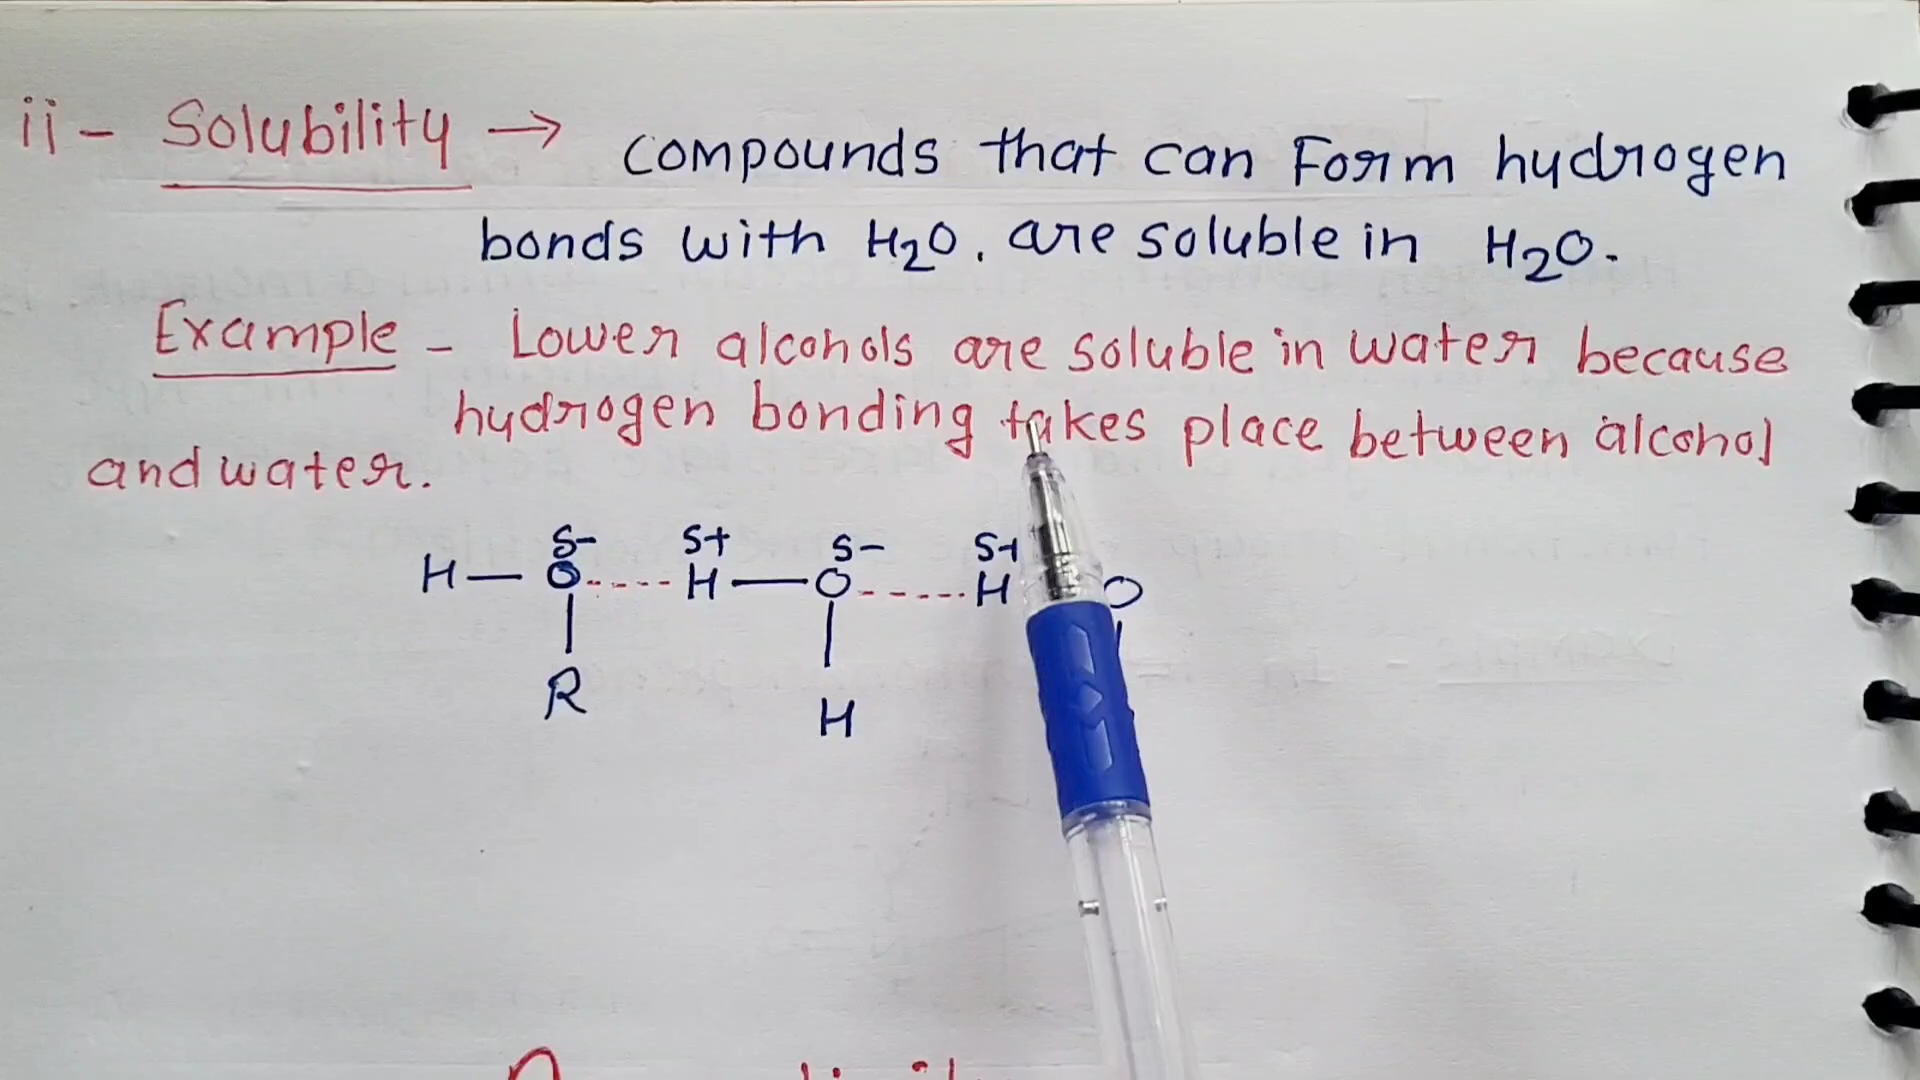 ii - Solubility → compounds that can Form hydrogen
bonds with H₂O. are soluble in H₂O.
Example - Lower alcohols are soluble in water because
hydrogen bonding takes place between alcohol
and water.
δ- δ+ δ- δ+
H — O ----- H — O ----- H O
R
H